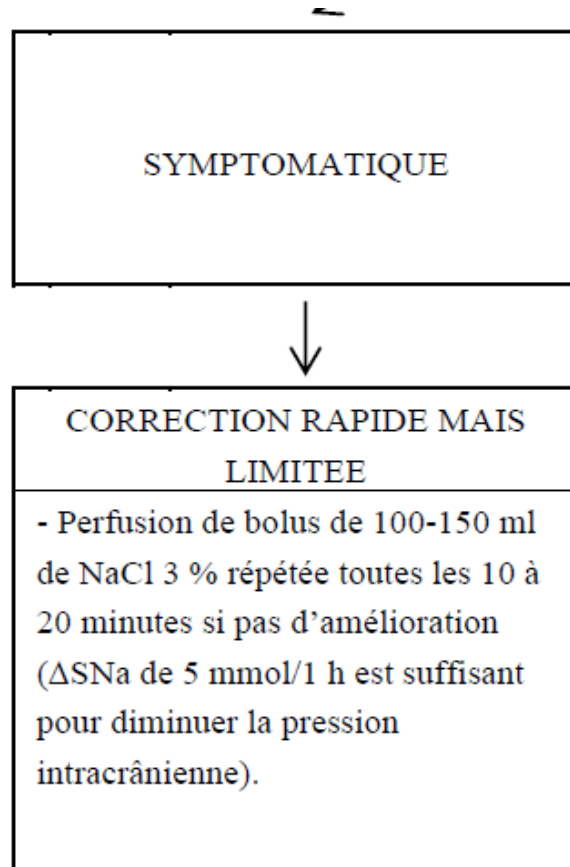 SYMPTOMATIQUE
CORRECTION RAPIDE MAIS
LIMITEE
- Perfusion de bolus de 100-150 ml
de NaCl 3 % répétée toutes les 10 à
20 minutes si pas d’amélioration
(ΔSNa de 5 mmol/1 h est suffisant
pour diminuer la pression
intracrânienne).